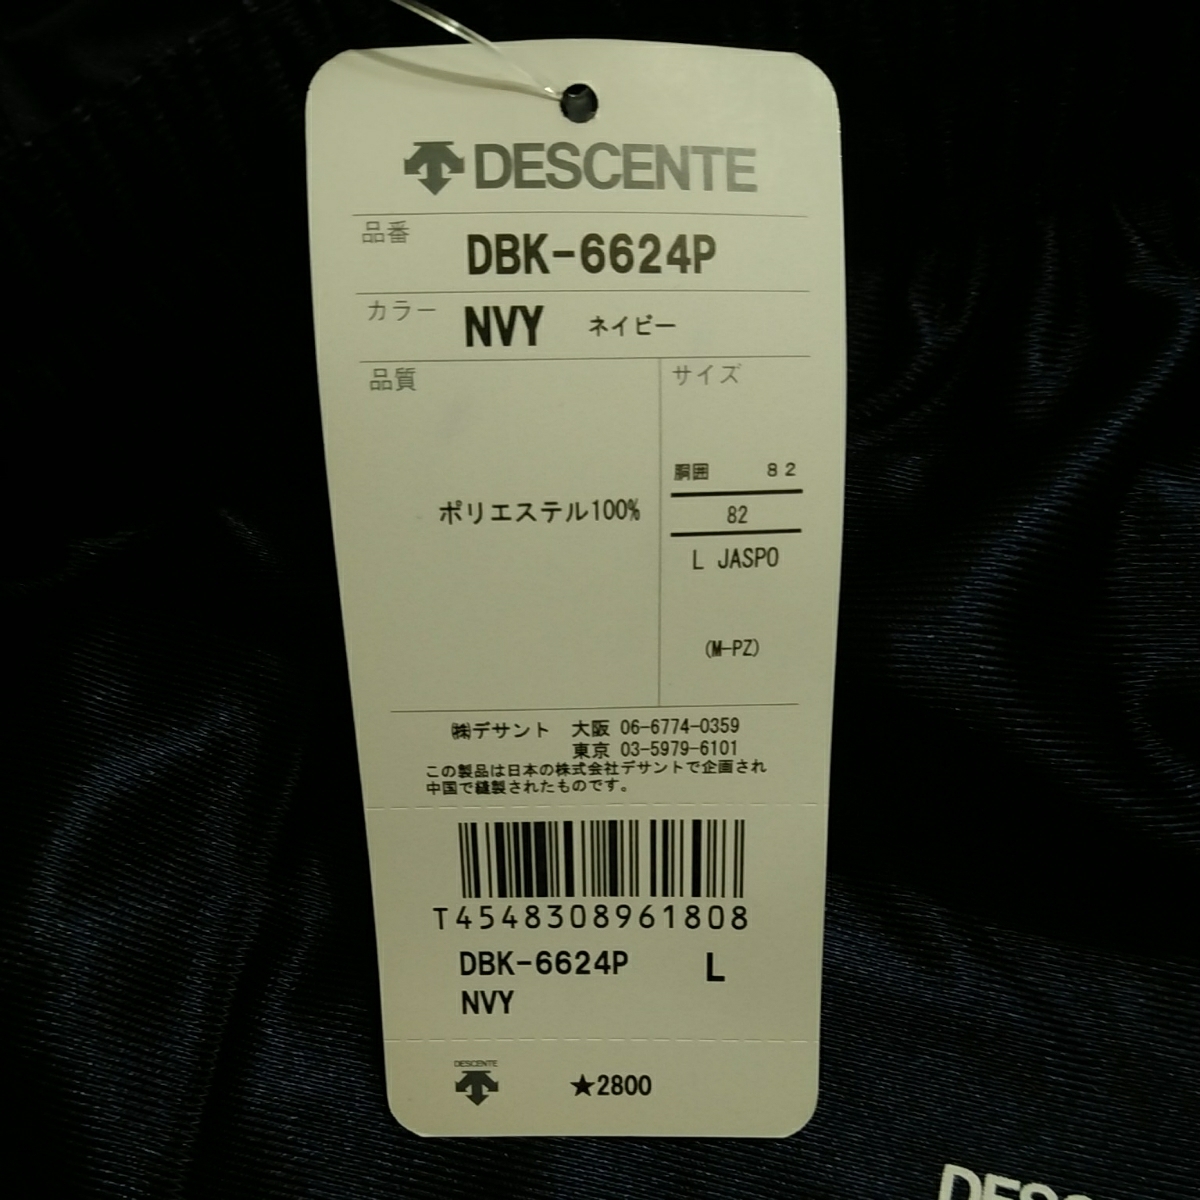 DESCENTE
品番 DBK-6624P
カラー NVY ネイビー
品質 サイズ
胴囲 82
ポリエステル100% 82
L JASPO
(M-PZ)
㈱デサント 大阪 06-6774-0359
東京 03-5979-6101
この製品は日本の株式会社デサントで企画され
中国で縫製されたものです。
T4548308961808
DBK-6624P L
NVY
DESCENTE
★2800